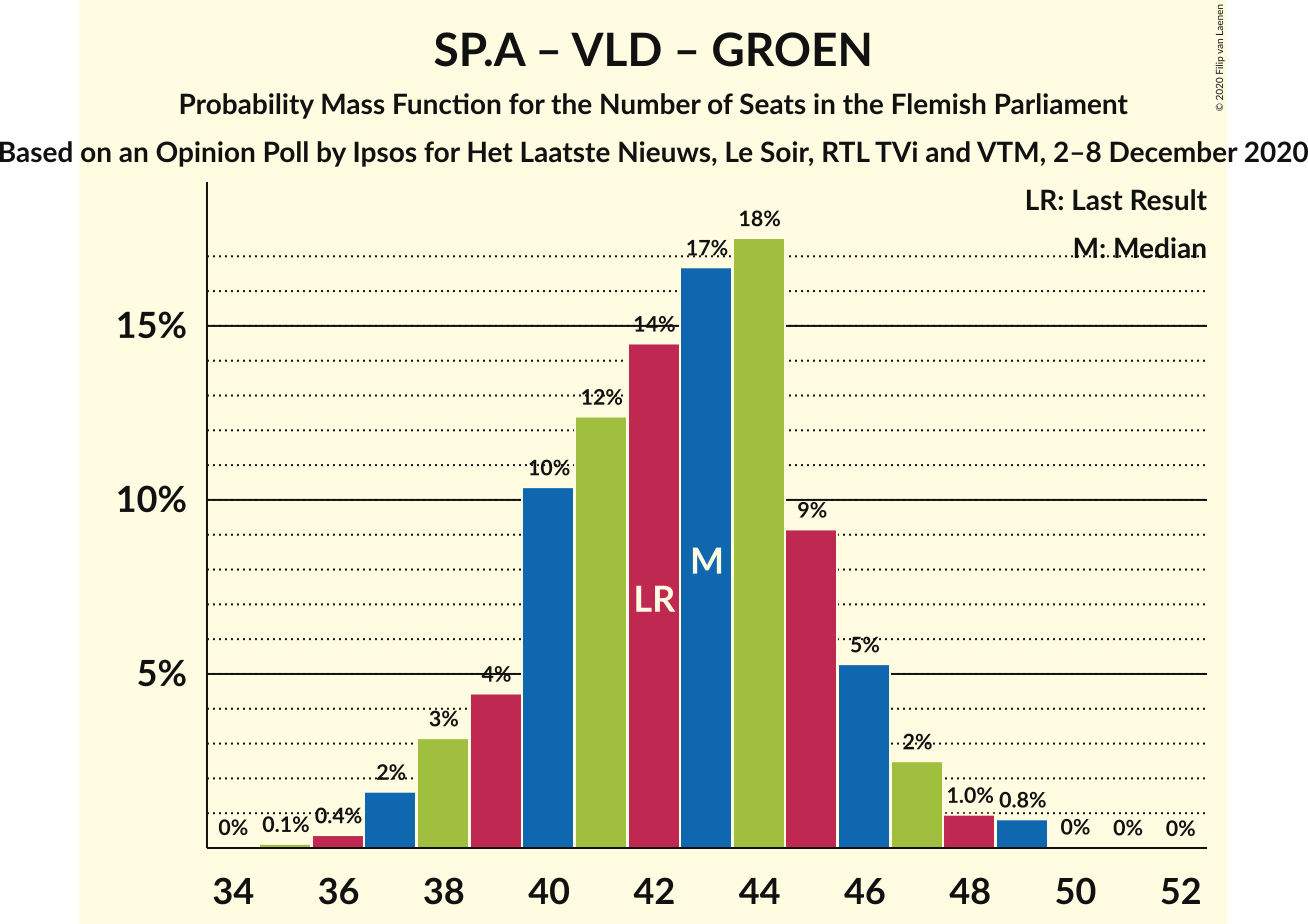 SP.A – VLD – GROEN
Probability Mass Function for the Number of Seats in the Flemish Parliament
Based on an Opinion Poll by Ipsos for Het Laatste Nieuws, Le Soir, RTL TVi and VTM, 2–8 December 2020
© 2020 Filip van Laenen
LR: Last Result
M: Median
15%
10%
5%
0%
0.1%
0.4%
2%
3%
4%
10%
12%
14%
17%
18%
9%
5%
2%
1.0%
0.8%
0%
0%
0%
LR
M
34 36 38 40 42 44 46 48 50 52